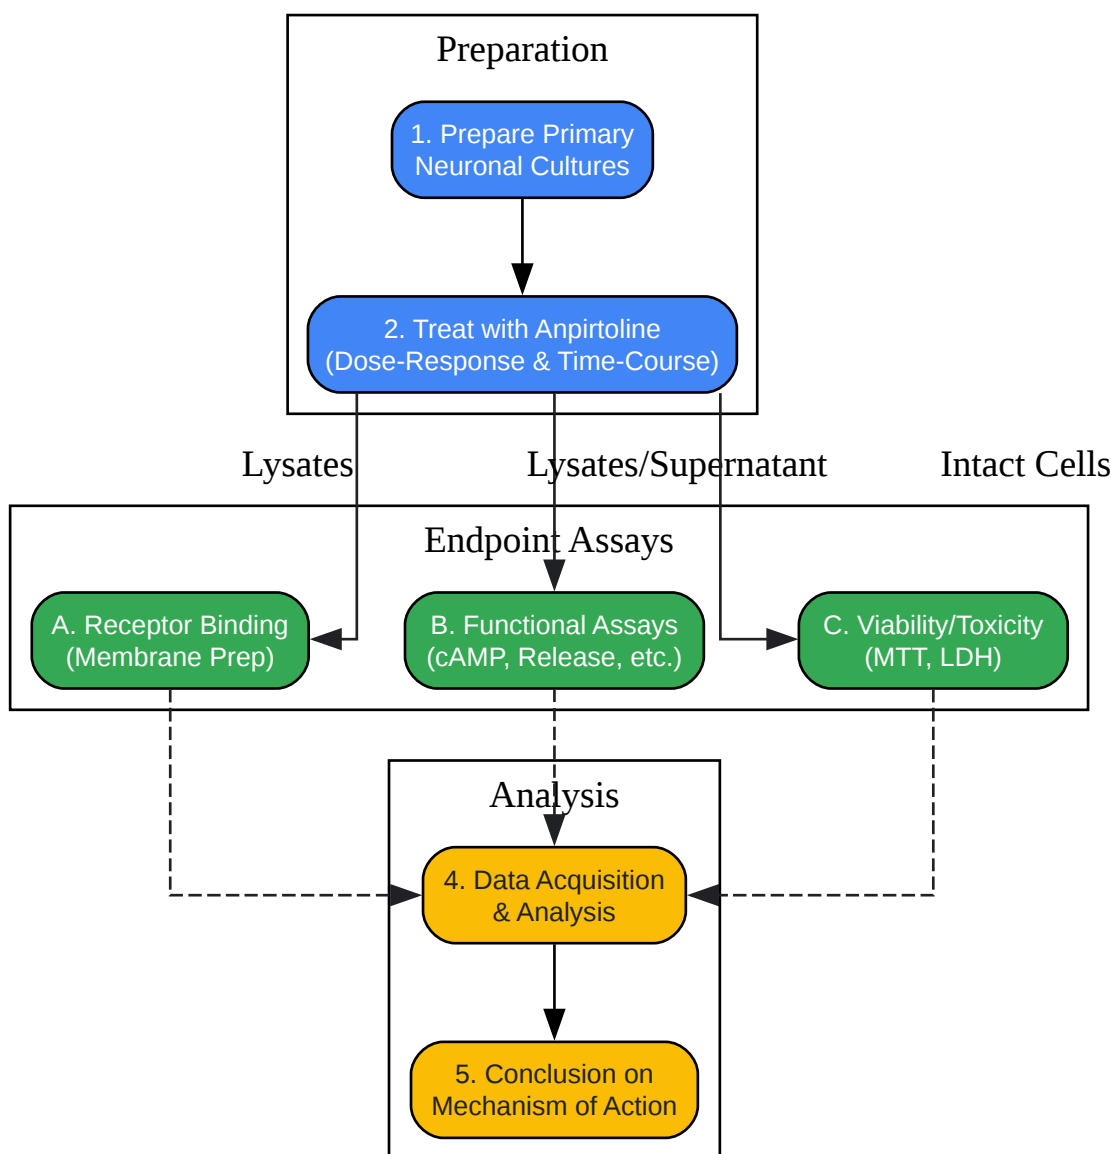 Preparation
1. Prepare Primary
Neuronal Cultures
2. Treat with Anpirtoline
(Dose-Response & Time-Course)
Lysates
Lysates/Supernatant
Intact Cells
Endpoint Assays
A. Receptor Binding
(Membrane Prep)
B. Functional Assays
(cAMP, Release, etc.)
C. Viability/Toxicity
(MTT, LDH)
Analysis
4. Data Acquisition
& Analysis
5. Conclusion on
Mechanism of Action